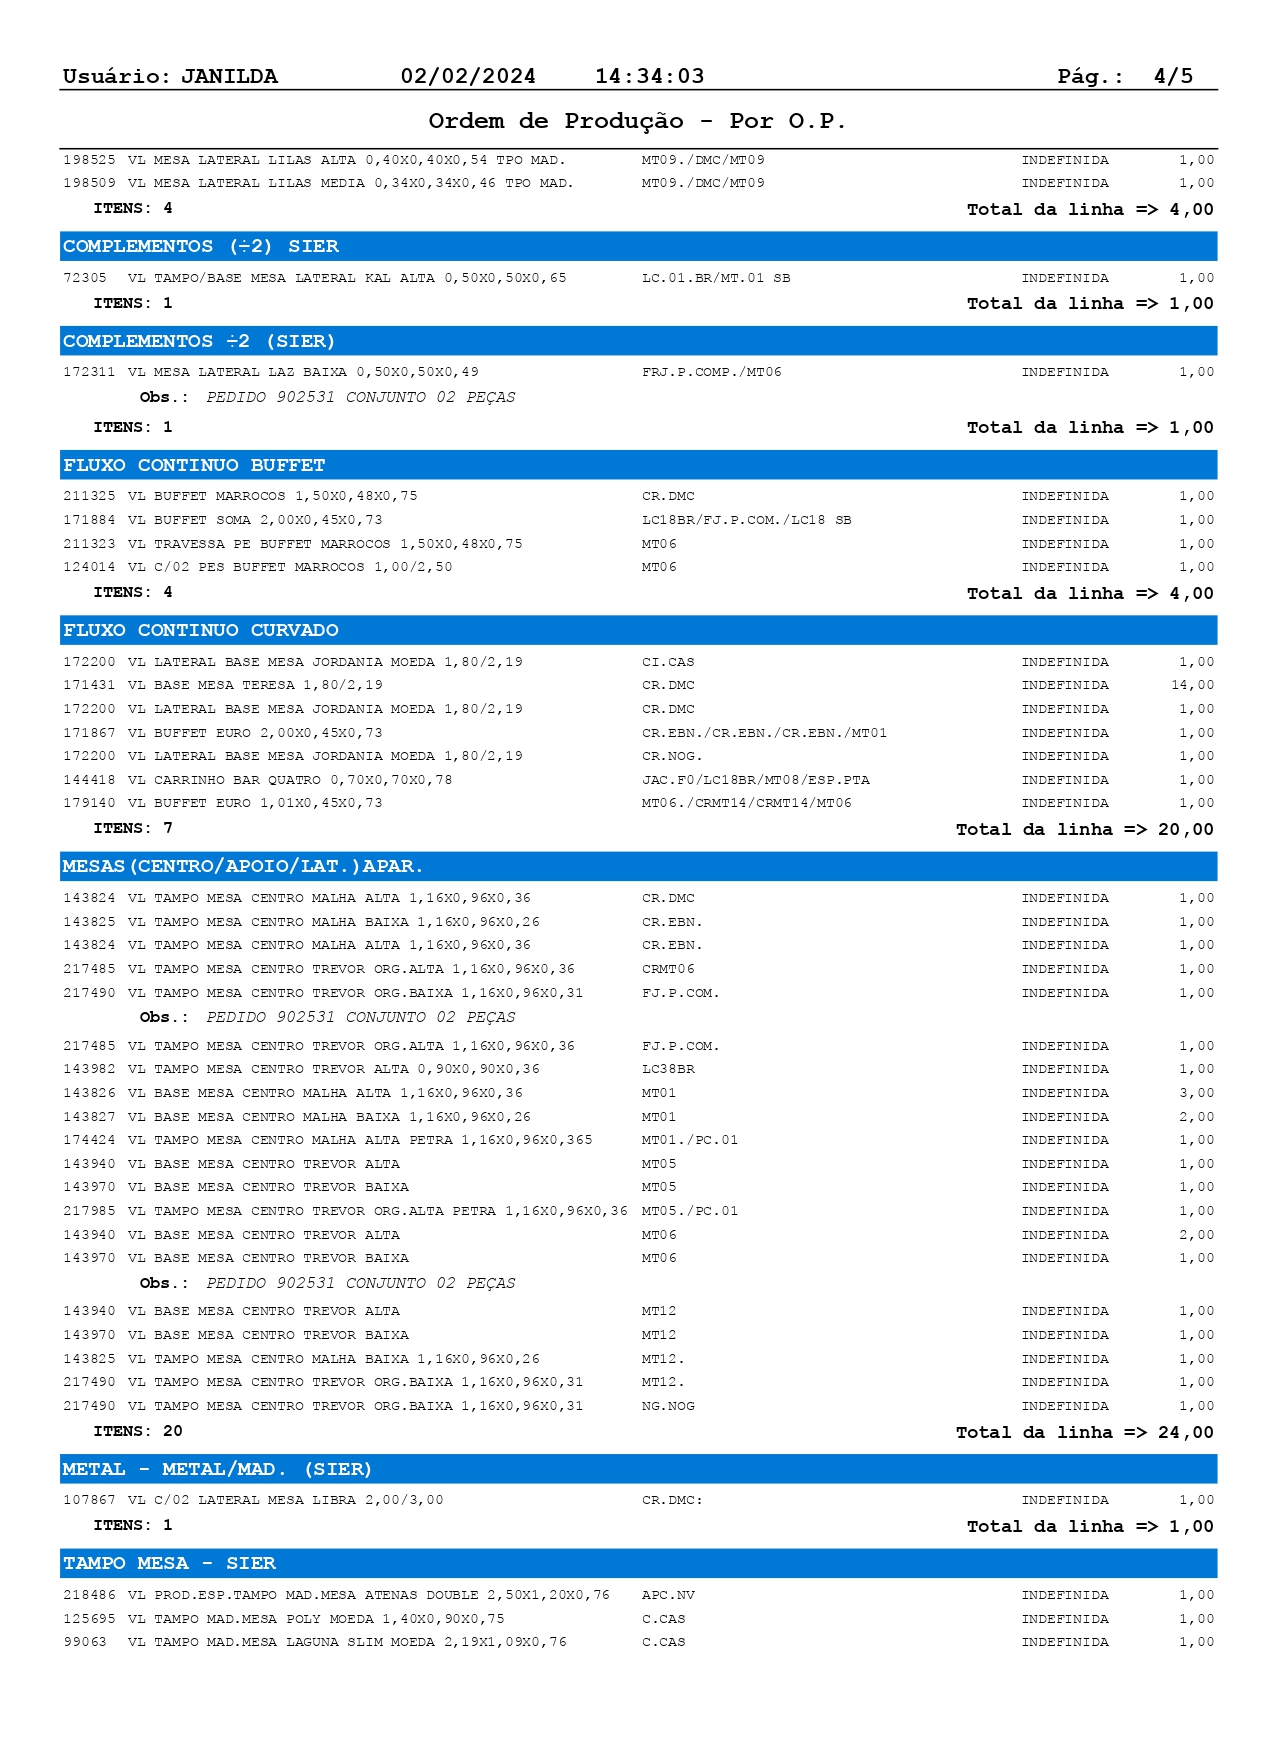 Usuário: JANILDA 02/02/2024 14:34:03 Pág.: 4/5
Ordem de Produção - Por O.P.
198525 VL MESA LATERAL LILAS ALTA 0,40X0,40X0,54 TPO MAD. MT09./DMC/MT09 INDEFINIDA 1,00
198509 VL MESA LATERAL LILAS MEDIA 0,34X0,34X0,46 TPO MAD. MT09./DMC/MT09 INDEFINIDA 1,00
ITENS: 4 Total da linha => 4,00
COMPLEMENTOS (÷2) SIER
72305 VL TAMPO/BASE MESA LATERAL KAL ALTA 0,50X0,50X0,65 LC.01.BR/MT.01 SB INDEFINIDA 1,00
ITENS: 1 Total da linha => 1,00
COMPLEMENTOS ÷2 (SIER)
172311 VL MESA LATERAL LAZ BAIXA 0,50X0,50X0,49 FRJ.P.COMP./MT06 INDEFINIDA 1,00
Obs.: PEDIDO 902531 CONJUNTO 02 PEÇAS
ITENS: 1 Total da linha => 1,00
FLUXO CONTINUO BUFFET
211325 VL BUFFET MARROCOS 1,50X0,48X0,75 CR.DMC INDEFINIDA 1,00
171884 VL BUFFET SOMA 2,00X0,45X0,73 LC18BR/FJ.P.COM./LC18 SB INDEFINIDA 1,00
211323 VL TRAVESSA PE BUFFET MARROCOS 1,50X0,48X0,75 MT06 INDEFINIDA 1,00
124014 VL C/02 PES BUFFET MARROCOS 1,00/2,50 MT06 INDEFINIDA 1,00
ITENS: 4 Total da linha => 4,00
FLUXO CONTINUO CURVADO
172200 VL LATERAL BASE MESA JORDANIA MOEDA 1,80/2,19 CI.CAS INDEFINIDA 1,00
171431 VL BASE MESA TERESA 1,80/2,19 CR.DMC INDEFINIDA 14,00
172200 VL LATERAL BASE MESA JORDANIA MOEDA 1,80/2,19 CR.DMC INDEFINIDA 1,00
171867 VL BUFFET EURO 2,00X0,45X0,73 CR.EBN./CR.EBN./CR.EBN./MT01 INDEFINIDA 1,00
172200 VL LATERAL BASE MESA JORDANIA MOEDA 1,80/2,19 CR.NOG. INDEFINIDA 1,00
144418 VL CARRINHO BAR QUATRO 0,70X0,70X0,78 JAC.F0/LC18BR/MT08/ESP.PTA INDEFINIDA 1,00
179140 VL BUFFET EURO 1,01X0,45X0,73 MT06./CRMT14/CRMT14/MT06 INDEFINIDA 1,00
ITENS: 7 Total da linha => 20,00
MESAS(CENTRO/APOIO/LAT.)APAR.
143824 VL TAMPO MESA CENTRO MALHA ALTA 1,16X0,96X0,36 CR.DMC INDEFINIDA 1,00
143825 VL TAMPO MESA CENTRO MALHA BAIXA 1,16X0,96X0,26 CR.EBN. INDEFINIDA 1,00
143824 VL TAMPO MESA CENTRO MALHA ALTA 1,16X0,96X0,36 CR.EBN. INDEFINIDA 1,00
217485 VL TAMPO MESA CENTRO TREVOR ORG.ALTA 1,16X0,96X0,36 CRMT06 INDEFINIDA 1,00
217490 VL TAMPO MESA CENTRO TREVOR ORG.BAIXA 1,16X0,96X0,31 FJ.P.COM. INDEFINIDA 1,00
Obs.: PEDIDO 902531 CONJUNTO 02 PEÇAS
217485 VL TAMPO MESA CENTRO TREVOR ORG.ALTA 1,16X0,96X0,36 FJ.P.COM. INDEFINIDA 1,00
143982 VL TAMPO MESA CENTRO TREVOR ALTA 0,90X0,90X0,36 LC38BR INDEFINIDA 1,00
143826 VL BASE MESA CENTRO MALHA ALTA 1,16X0,96X0,36 MT01 INDEFINIDA 3,00
143827 VL BASE MESA CENTRO MALHA BAIXA 1,16X0,96X0,26 MT01 INDEFINIDA 2,00
174424 VL TAMPO MESA CENTRO MALHA ALTA PETRA 1,16X0,96X0,365 MT01./PC.01 INDEFINIDA 1,00
143940 VL BASE MESA CENTRO TREVOR ALTA MT05 INDEFINIDA 1,00
143970 VL BASE MESA CENTRO TREVOR BAIXA MT05 INDEFINIDA 1,00
217985 VL TAMPO MESA CENTRO TREVOR ORG.ALTA PETRA 1,16X0,96X0,36 MT05./PC.01 INDEFINIDA 1,00
143940 VL BASE MESA CENTRO TREVOR ALTA MT06 INDEFINIDA 2,00
143970 VL BASE MESA CENTRO TREVOR BAIXA MT06 INDEFINIDA 1,00
Obs.: PEDIDO 902531 CONJUNTO 02 PEÇAS
143940 VL BASE MESA CENTRO TREVOR ALTA MT12 INDEFINIDA 1,00
143970 VL BASE MESA CENTRO TREVOR BAIXA MT12 INDEFINIDA 1,00
143825 VL TAMPO MESA CENTRO MALHA BAIXA 1,16X0,96X0,26 MT12. INDEFINIDA 1,00
217490 VL TAMPO MESA CENTRO TREVOR ORG.BAIXA 1,16X0,96X0,31 MT12. INDEFINIDA 1,00
217490 VL TAMPO MESA CENTRO TREVOR ORG.BAIXA 1,16X0,96X0,31 NG.NOG INDEFINIDA 1,00
ITENS: 20 Total da linha => 24,00
METAL - METAL/MAD. (SIER)
107867 VL C/02 LATERAL MESA LIBRA 2,00/3,00 CR.DMC: INDEFINIDA 1,00
ITENS: 1 Total da linha => 1,00
TAMPO MESA - SIER
218486 VL PROD.ESP.TAMPO MAD.MESA ATENAS DOUBLE 2,50X1,20X0,76 APC.NV INDEFINIDA 1,00
125695 VL TAMPO MAD.MESA POLY MOEDA 1,40X0,90X0,75 C.CAS INDEFINIDA 1,00
99063 VL TAMPO MAD.MESA LAGUNA SLIM MOEDA 2,19X1,09X0,76 C.CAS INDEFINIDA 1,00